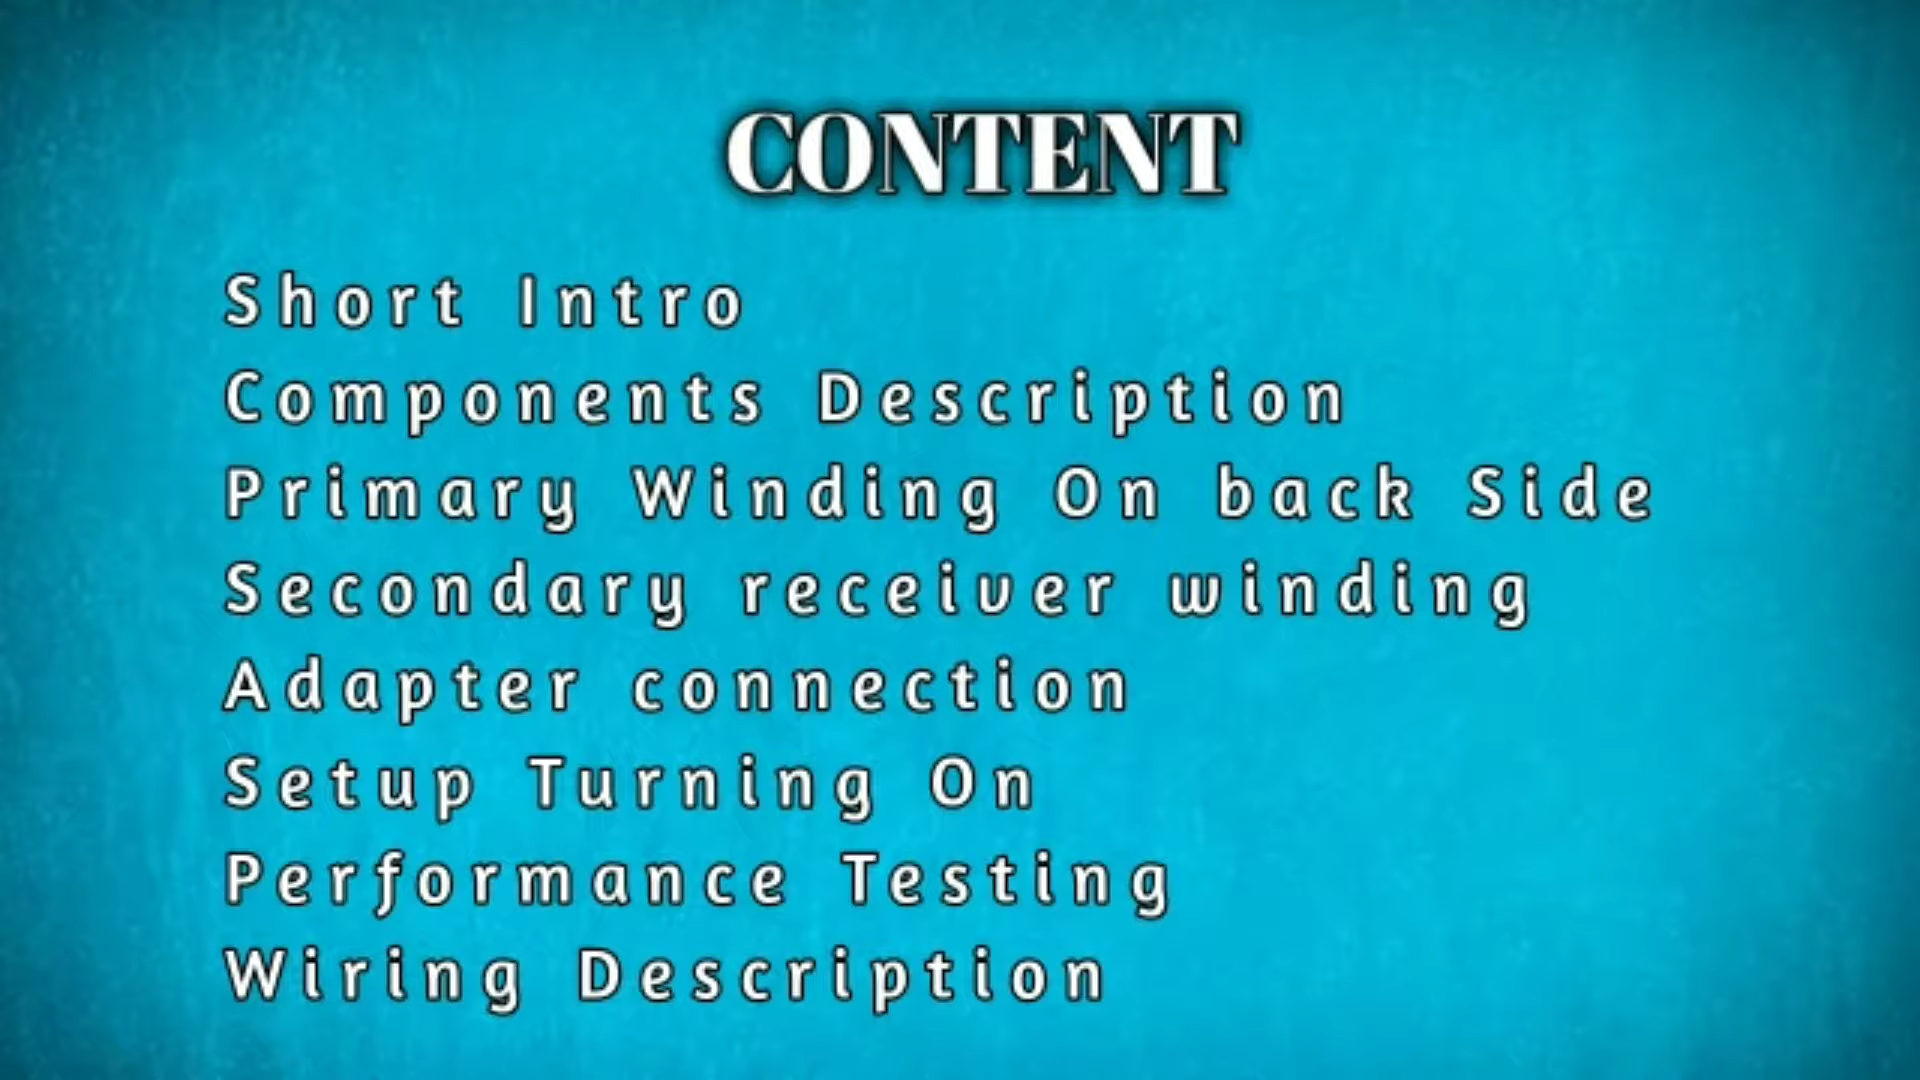 CONTENT
Short Intro
Components Description
Primary Winding On back Side
Secondary receiver winding
Adapter connection
Setup Turning On
Performance Testing
Wiring Description